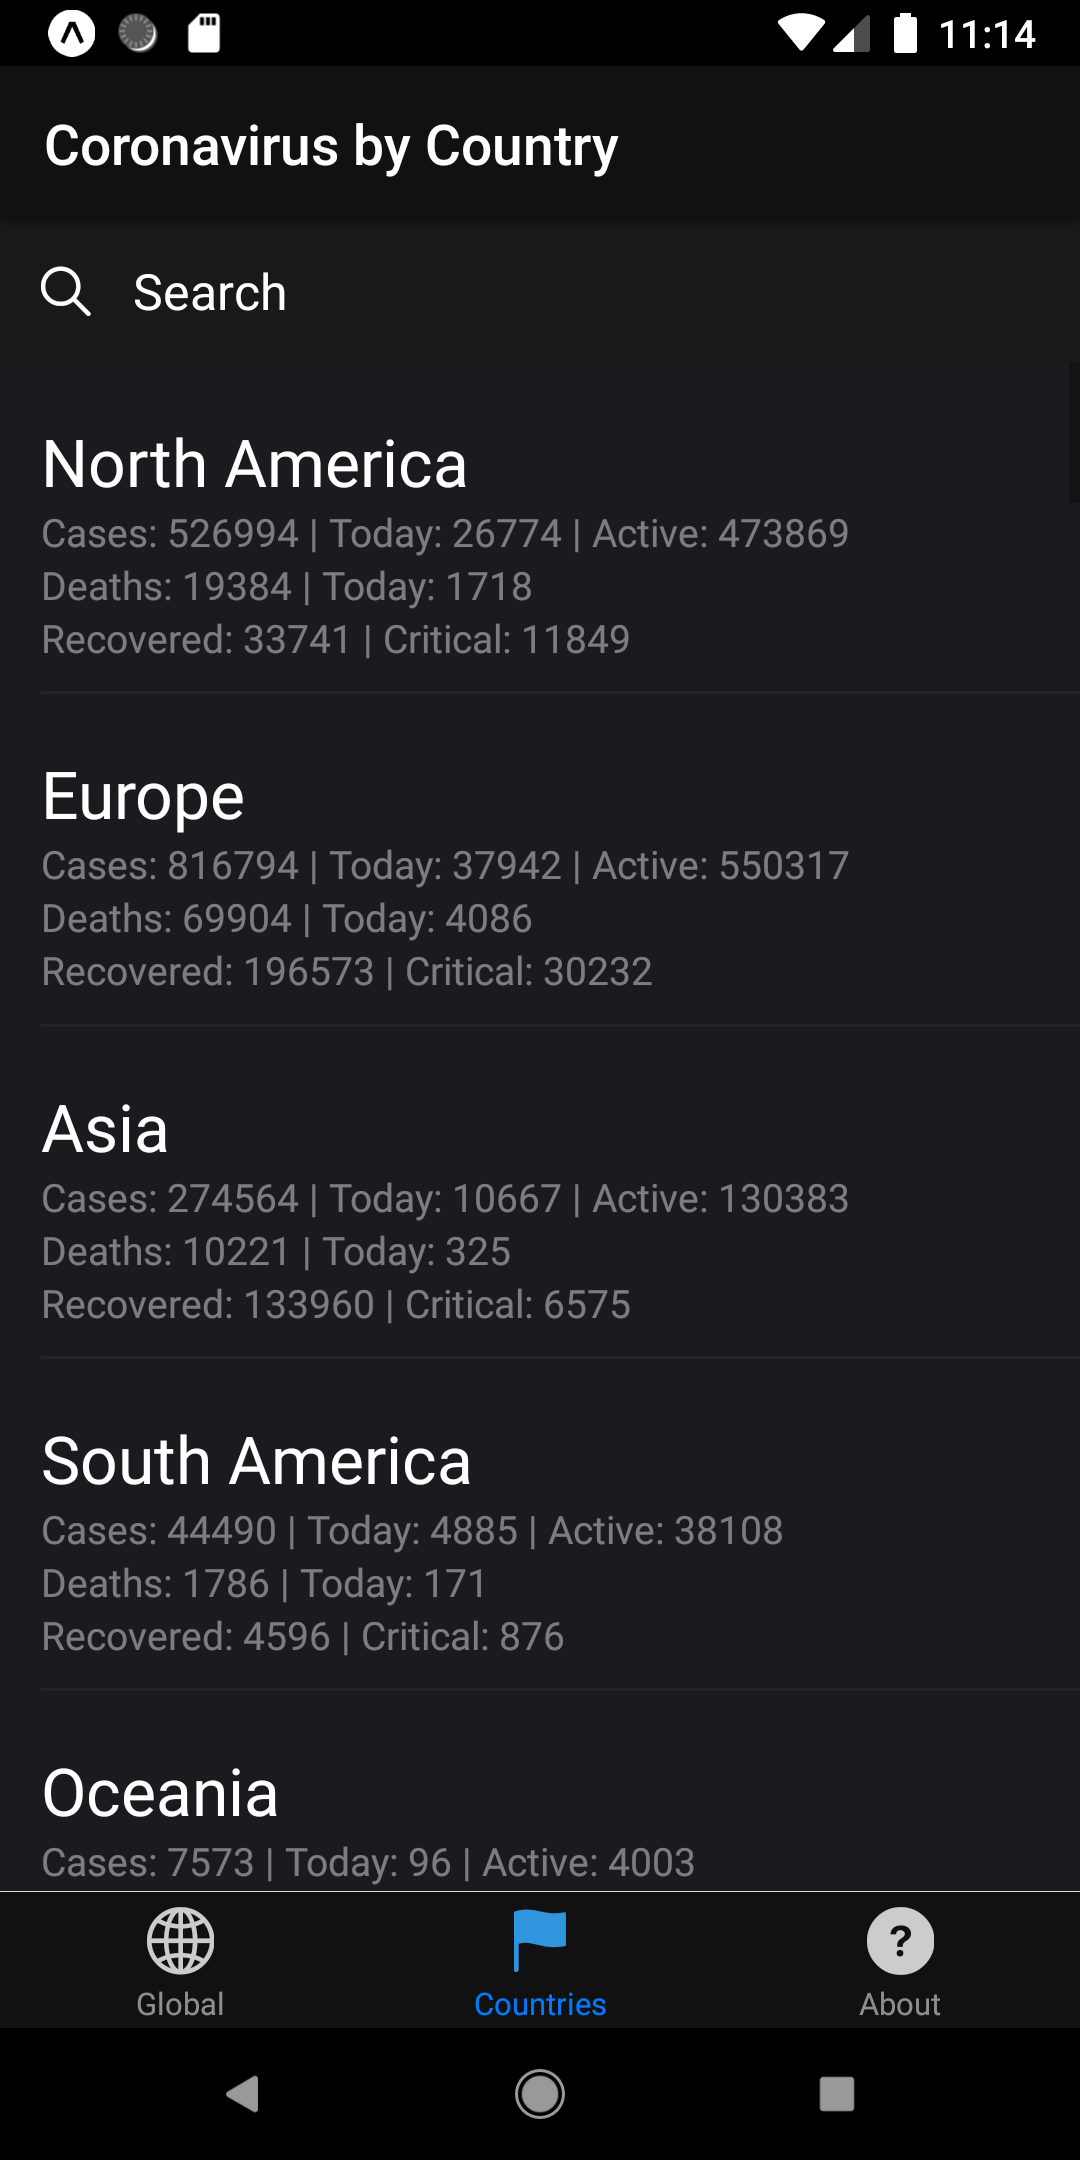 11:14
Coronavirus by Country
Search
North America
Cases: 526994 | Today: 26774 | Active: 473869
Deaths: 19384 | Today: 1718
Recovered: 33741 | Critical: 11849
Europe
Cases: 816794 | Today: 37942 | Active: 550317
Deaths: 69904 | Today: 4086
Recovered: 196573 | Critical: 30232
Asia
Cases: 274564 | Today: 10667 | Active: 130383
Deaths: 10221 | Today: 325
Recovered: 133960 | Critical: 6575
South America
Cases: 44490 | Today: 4885 | Active: 38108
Deaths: 1786 | Today: 171
Recovered: 4596 | Critical: 876
Oceania
Cases: 7573 | Today: 96 | Active: 4003
?
Global
Countries
About